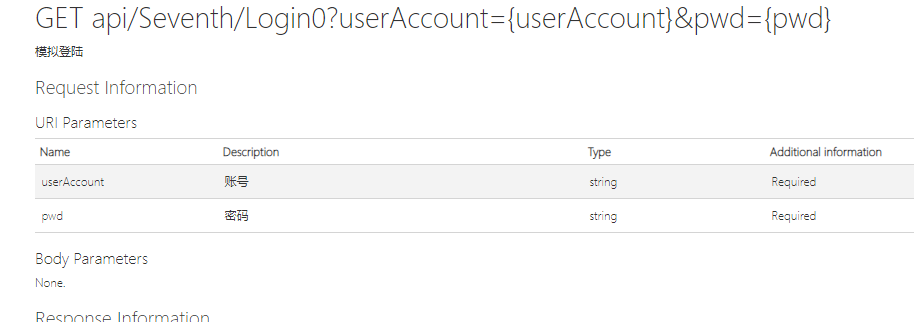 GET api/Seventh/Login0?userAccount={userAccount}&pwd={pwd}
模拟登陆
Request Information
URI Parameters
Name Description Type Additional information
userAccount 账号 string Required
pwd 密码 string Required
Body Parameters
None.
Response Information